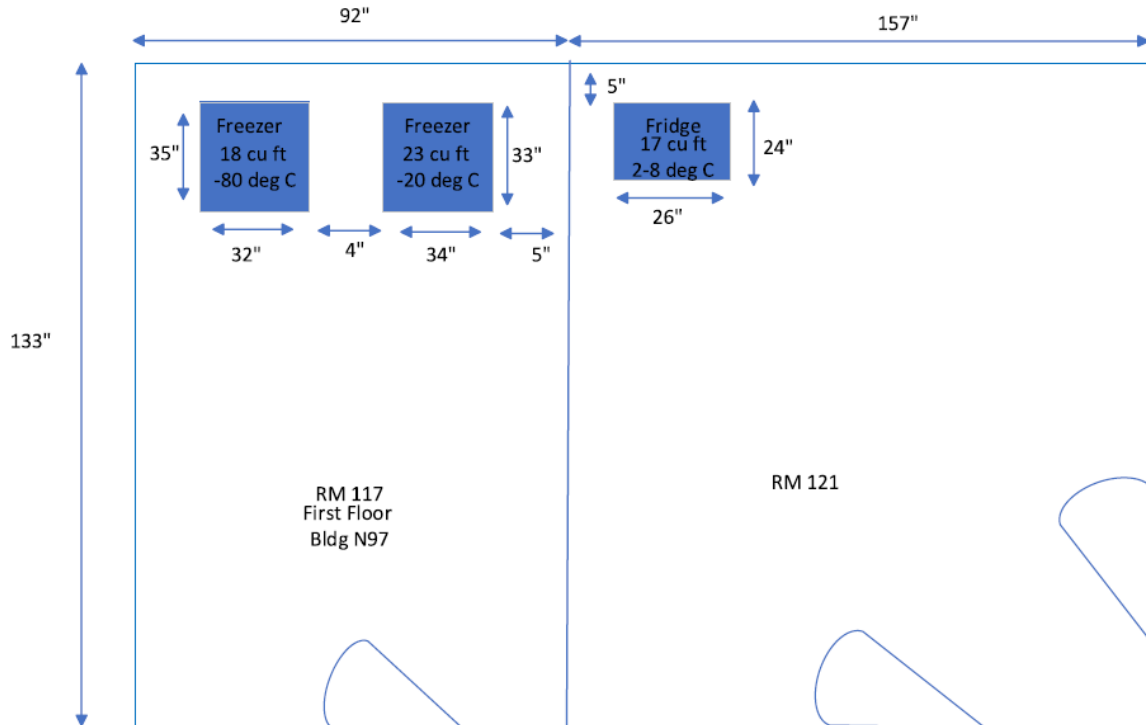 92"
157"
5"
Freezer
18 cu ft
-80 deg C
35"
Freezer
23 cu ft
-20 deg C
33"
Fridge
17 cu ft
2-8 deg C
24"
32"
4"
34"
5"
26"
133"
RM 117
First Floor
Bldg N97
RM 121